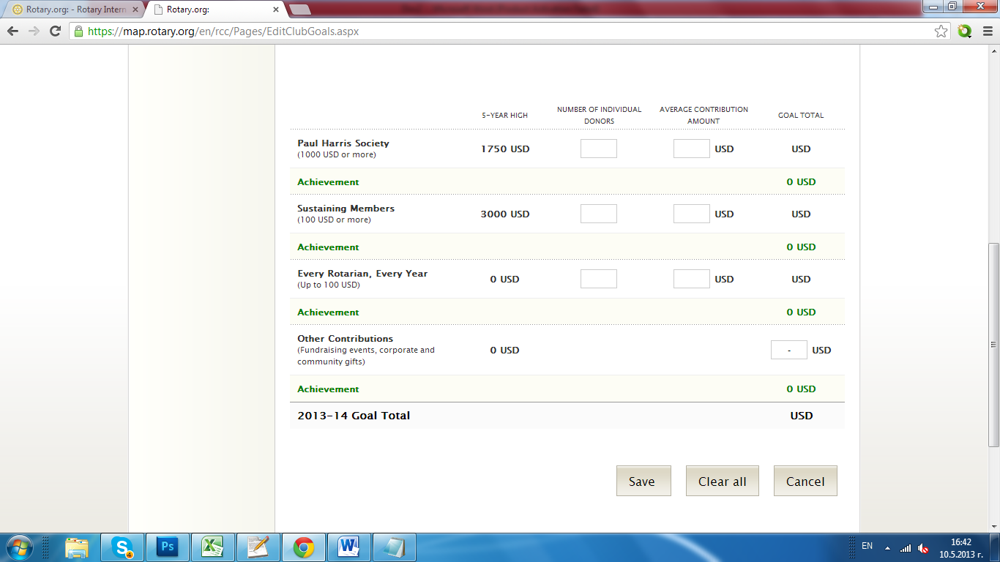 Rotary.org: - Rotary Intern
Rotary.org:
https://map.rotary.org/en/rcc/Pages/EditClubGoals.aspx
5-YEAR HIGH
NUMBER OF INDIVIDUAL
DONORS
AVERAGE CONTRIBUTION
AMOUNT
GOAL TOTAL
Paul Harris Society
(1000 USD or more)
1750 USD
USD
USD
Achievement
0 USD
Sustaining Members
(100 USD or more)
3000 USD
USD
USD
Achievement
0 USD
Every Rotarian, Every Year
(Up to 100 USD)
0 USD
USD
USD
Achievement
0 USD
Other Contributions
(Fundraising events, corporate and
community gifts)
0 USD
- USD
Achievement
0 USD
2013-14 Goal Total
USD
Save
Clear all
Cancel
4
Ps
EN
16:42
10.5.2013 г.